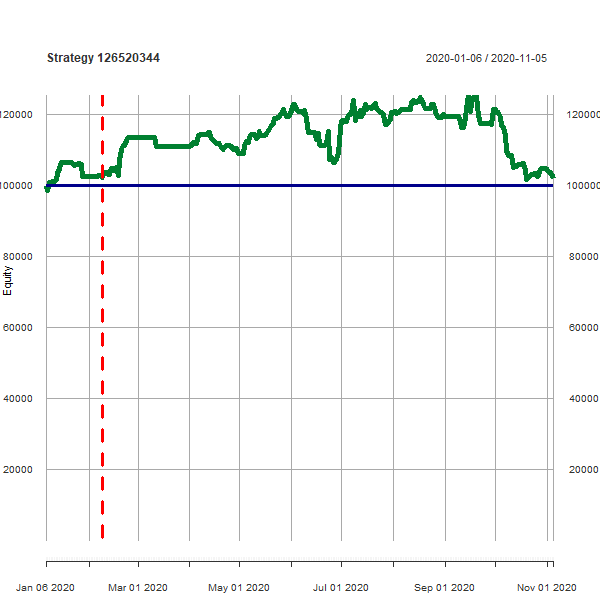 Strategy 126520344
2020-01-06 / 2020-11-05
120000
120000
100000
100000
80000
80000
60000
60000
40000
40000
20000
20000
Equity
Jan 06 2020
Mar 01 2020
May 01 2020
Jul 01 2020
Sep 01 2020
Nov 01 2020